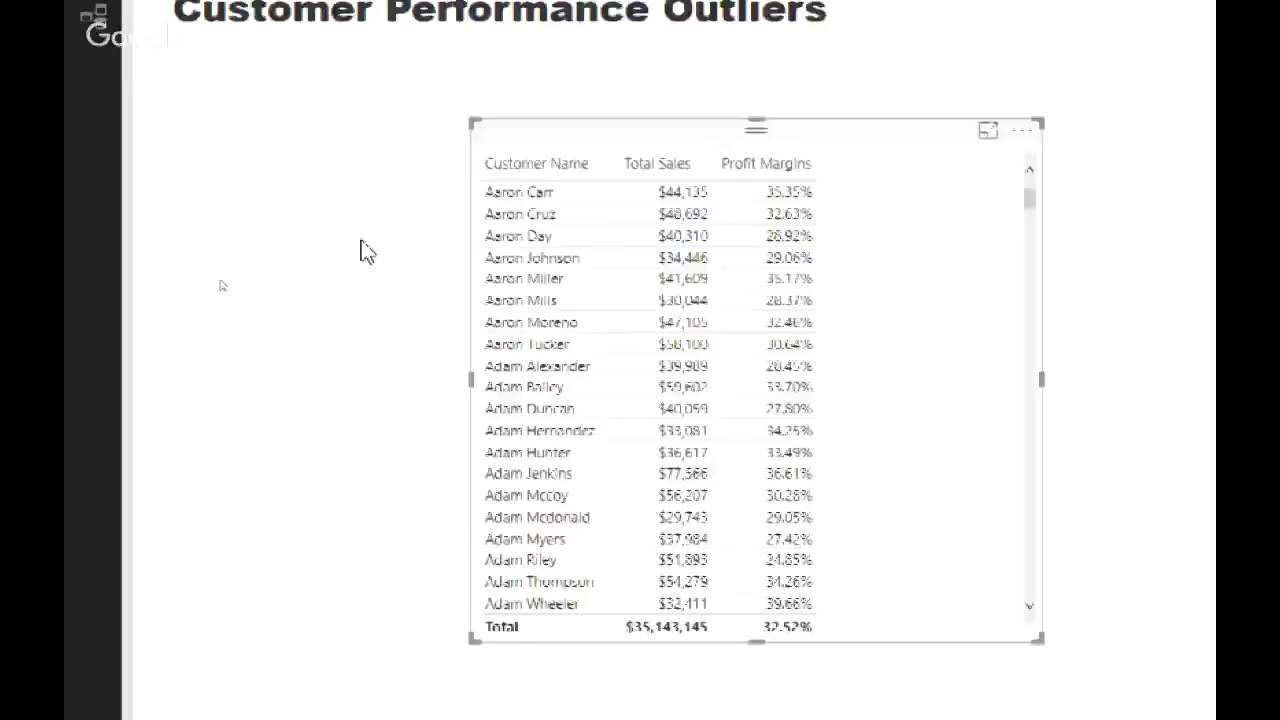 Customer Performance Outliers
Customer Name Total Sales Profit Margins
Aaron Carr $44,135 35.35%
Aaron Cruz $48,692 32.63%
Aaron Day $40,310 28.92%
Aaron Johnson $34,446 29.06%
Aaron Miller $41,609 35.17%
Aaron Mills $30,044 28.37%
Aaron Moreno $47,105 32.46%
Aaron Tucker $58,100 30.64%
Adam Alexander $39,989 28.45%
Adam Bailey $59,602 33.70%
Adam Duncan $40,059 27.80%
Adam Hernandez $33,081 34.25%
Adam Hunter $36,617 33.49%
Adam Jenkins $77,566 36.61%
Adam Mccoy $56,207 30.28%
Adam Mcdonald $29,743 29.05%
Adam Myers $37,984 27.42%
Adam Riley $51,893 24.85%
Adam Thompson $54,279 34.26%
Adam Wheeler $32,411 39.66%
Total $35,143,145 32.52%